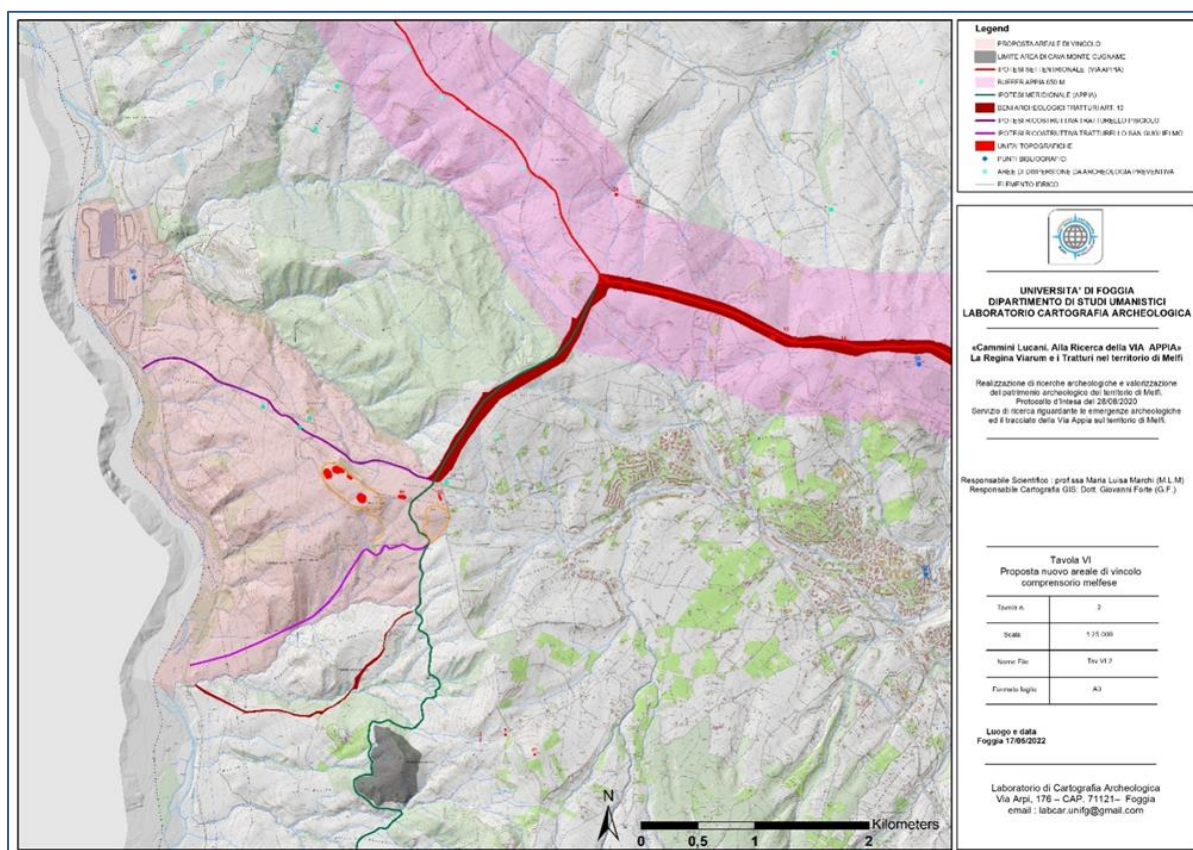 Legend
PROPOSTA AREALE DI VINCOLO
LIMITE AREA DI CAVA MONTE CUGNAME
IPOTESI SETTENTRIONALE (VIA APPIA)
BUFFER APPIA 650 M
IPOTESI MERIDIONALE (APPIA)
BENI ARCHEOLOGICI TRATTURI ART. 10
IPOTESI RICOSTRUTTIVA TRATTURELLO PISCIOLO
IPOTESI RICOSTRUTTIVA TRATTURELLO SAN GUGLIELMO
UNITA' TOPOGRAFICHE
PUNTI BIBLIOGRAFICI
AREE DI DISPERSIONE DA ARCHEOLOGIA PREVENTIVA
ELEMENTO IDRICO
UNIVERSITA' DI FOGGIA
DIPARTIMENTO DI STUDI UMANISTICI
LABORATORIO CARTOGRAFIA ARCHEOLOGICA
«Cammini Lucani. Alla Ricerca della VIA APPIA»
La Regina Viarum e i Tratturi nel territorio di Melfi
Realizzazione di ricerche archeologiche e valorizzazione
del patrimonio archeologico del territorio di Melfi.
Protocollo d'Intesa del 28/08/2020
Servizio di ricerca riguardante le emergenze archeologiche
ed il tracciato della Via Appia sul territorio di Melfi.
Responsabile Scientifico : prof.ssa Maria Luisa Marchi (M.L.M)
Responsabile Cartografia GIS: Dott. Giovanni Forte (G.F.)
Tavola VI
Proposta nuovo areale di vincolo
comprensorio melfese
Tavola n. 2
Scala 1:25.000
Nome File Tav VI.2
Formato foglio A3
Luogo e data
Foggia 17/05/2022
Laboratorio di Cartografia Archeologica
Via Arpi, 176 – CAP. 71121– Foggia
email : labcar.unifg@gmail.com
N
Kilometers
0 0,5 1 2